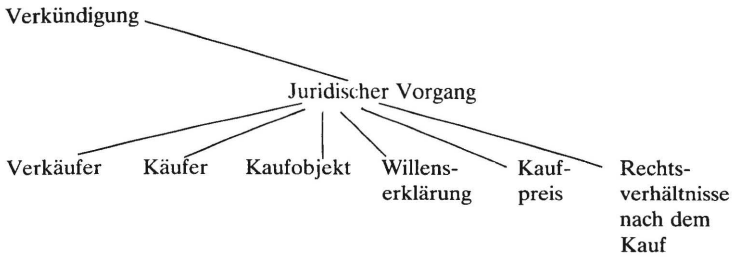 Verkündigung
Juridischer Vorgang
Verkäufer Käufer Kaufobjekt Willens- Kauf- Rechts-
erklärung preis verhältnisse
nach dem
Kauf